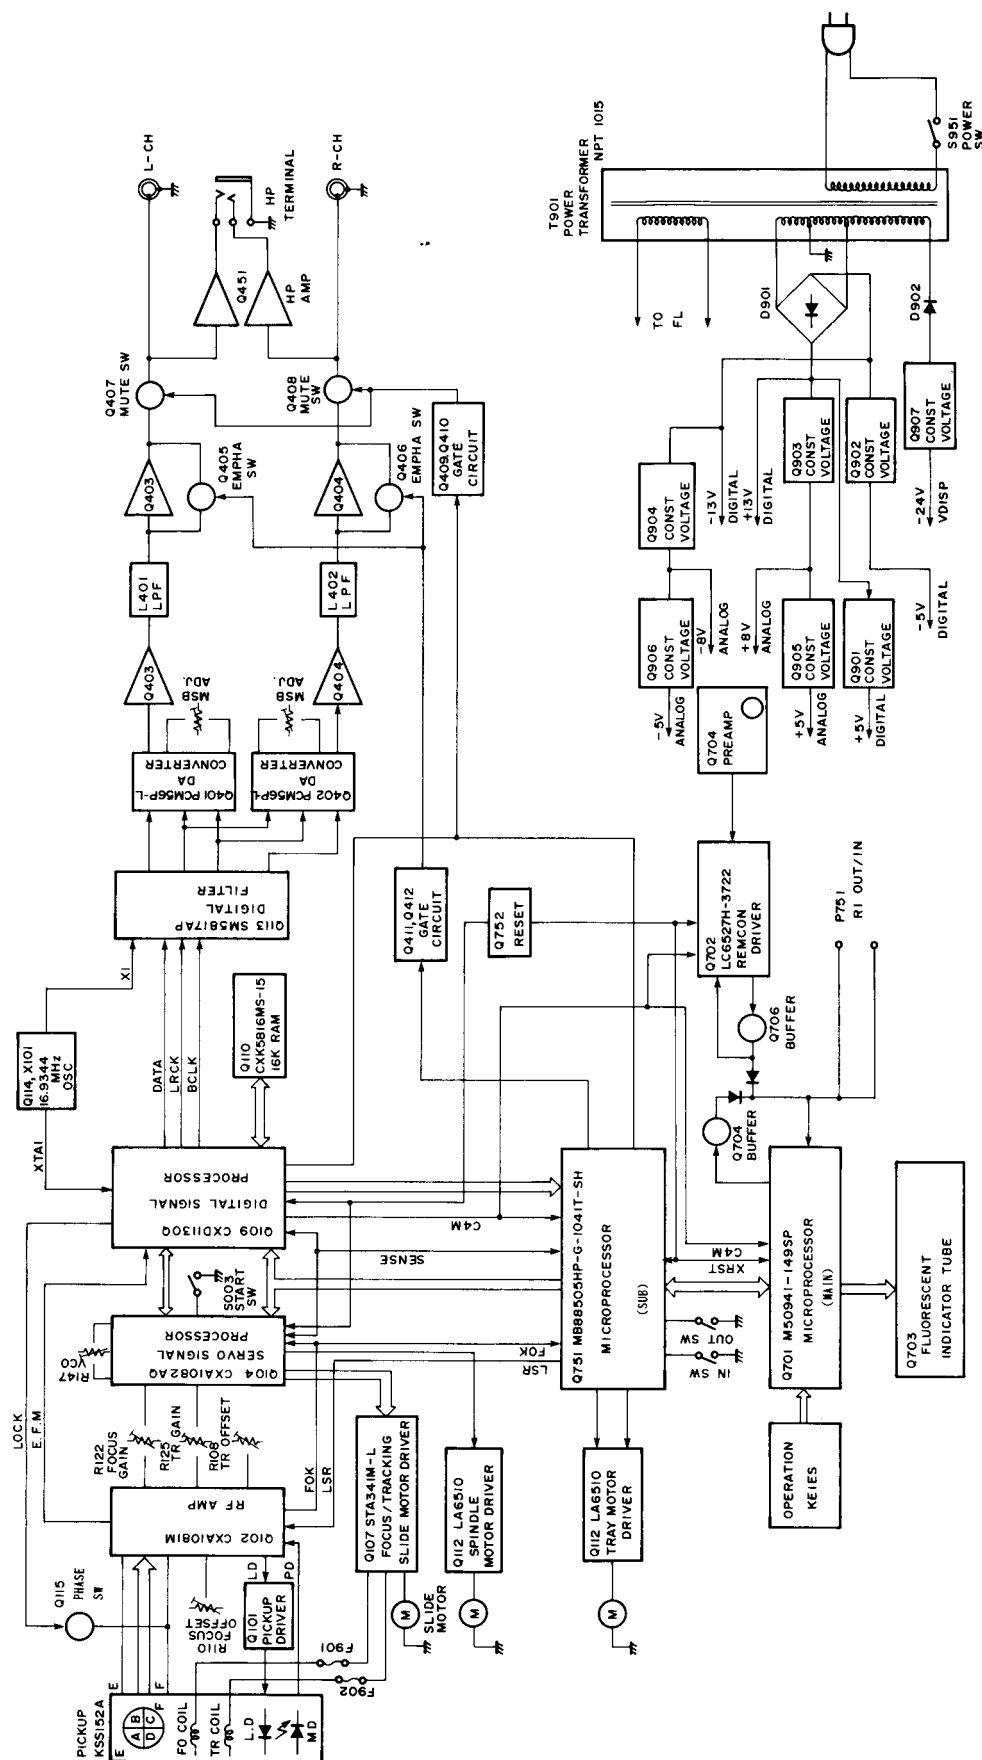 L-CH
HP
TERMINAL
R-CH
Q451
HP
AMP
Q407
MUTE SW
Q408
MUTE
SW
Q403
Q405
EMPHA
SW
Q404
Q406
EMPHA SW
Q409,Q410
GATE
CIRCUIT
L401
LPF
L402
LPF
Q403
MSB
ADJ.
MSB
ADJ.
Q404
Q401 PCM56P-L
DA
CONVERTER
Q402 PCM56P-L
DA
CONVERTER
Q113 SM5817AP
DIGITAL
FILTER
Q411,Q412
GATE
CIRCUIT
X1
Q114, X101
16.9344
MHz
OSC
XTA1
DATA
LRCK
BCLK
Q110
CXK5816MS-15
16K RAM
Q109 CXD1130Q
DIGITAL SIGNAL
PROCESSOR
S003
START
SW
R147
VCO
Q104 CXA1082AQ
SERVO SIGNAL
PROCESSOR
LOCK
E.F.M
R122
FOCUS
GAIN
R125
TR GAIN
R108
TR OFFSET
Q102 CXA1081M
RF AMP
FOK
LSR
Q115
PHASE
SW
R110
FOCUS
OFFSET
Q101
PICKUP
DRIVER
LD
PD
F901
F902
PICKUP
KSS152A
E
E
F
F
A
B
D
C
FO COIL
TR COIL
L.D
MD
Q107 STA341M-L
FOCUS/TRACKING
SLIDE MOTOR DRIVER
M
SLIDE
MOTOR
Q112 LA6510
SPINDLE
MOTOR DRIVER
M
Q112 LA6510
TRAY MOTOR
DRIVER
M
C4M
SENSE
FOK
LSR
Q751 MB88505HP-G-1041T-SH
MICROPROCESSOR
(SUB)
IN SW
OUT SW
Q752
RESET
C4M
XRST
Q701 M50941-149SP
MICROPROCESSOR
(MAIN)
OPERATION
KEIES
Q703
FLUORESCENT
INDICATOR TUBE
Q704
BUFFER
Q706
BUFFER
Q702
LC6527H-3722
REMCON
DRIVER
P751
R1 OUT/IN
Q704
PREAMP
T901
POWER
TRANSFORMER
NPT 1015
S951
POWER
SW
TO
FL
D901
D902
Q904
CONST
VOLTAGE
-13V
DIGITAL
+13V
DIGITAL
Q903
CONST
VOLTAGE
Q902
CONST
VOLTAGE
Q907
CONST
VOLTAGE
-24V
VDISP
Q906
CONST
VOLTAGE
-8V
ANALOG
+8V
ANALOG
Q905
CONST
VOLTAGE
Q901
CONST
VOLTAGE
-5V
DIGITAL
-5V
ANALOG
+5V
ANALOG
+5V
DIGITAL